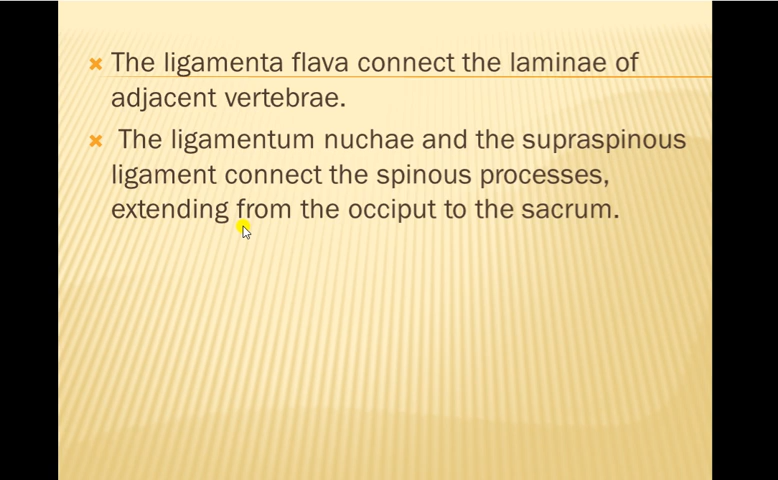 The ligamenta flava connect the laminae of
adjacent vertebrae.
The ligamentum nuchae and the supraspinous
ligament connect the spinous processes,
extending from the occiput to the sacrum.